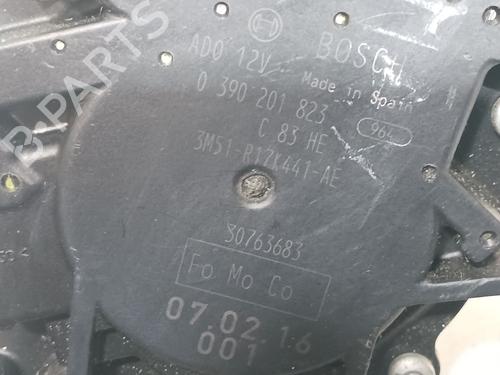 BOSCH
ADO 12V
Made in Spain
0 390 201 823
964
C 83 HE
3M51-R17K441-AE
30763683
Fo Mo Co
07.02.16
001
B PARTS